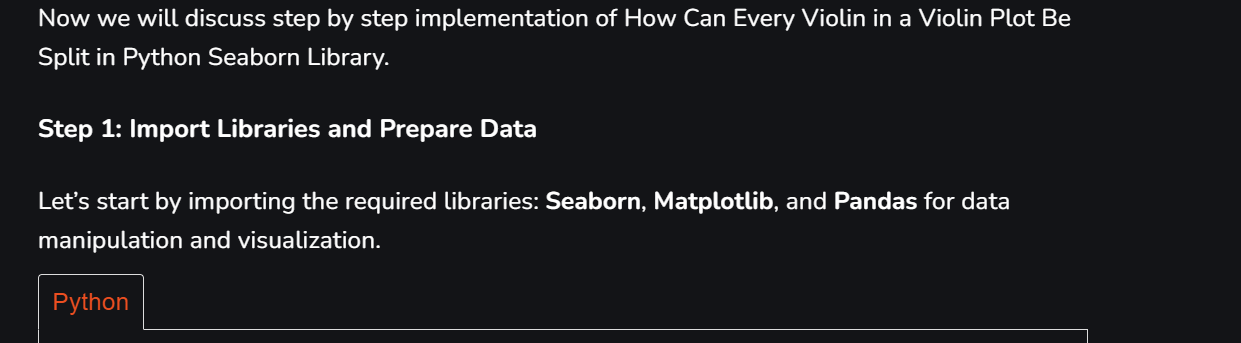 Now we will discuss step by step implementation of How Can Every Violin in a Violin Plot Be
Split in Python Seaborn Library.
Step 1: Import Libraries and Prepare Data
Let’s start by importing the required libraries: Seaborn, Matplotlib, and Pandas for data
manipulation and visualization.
Python